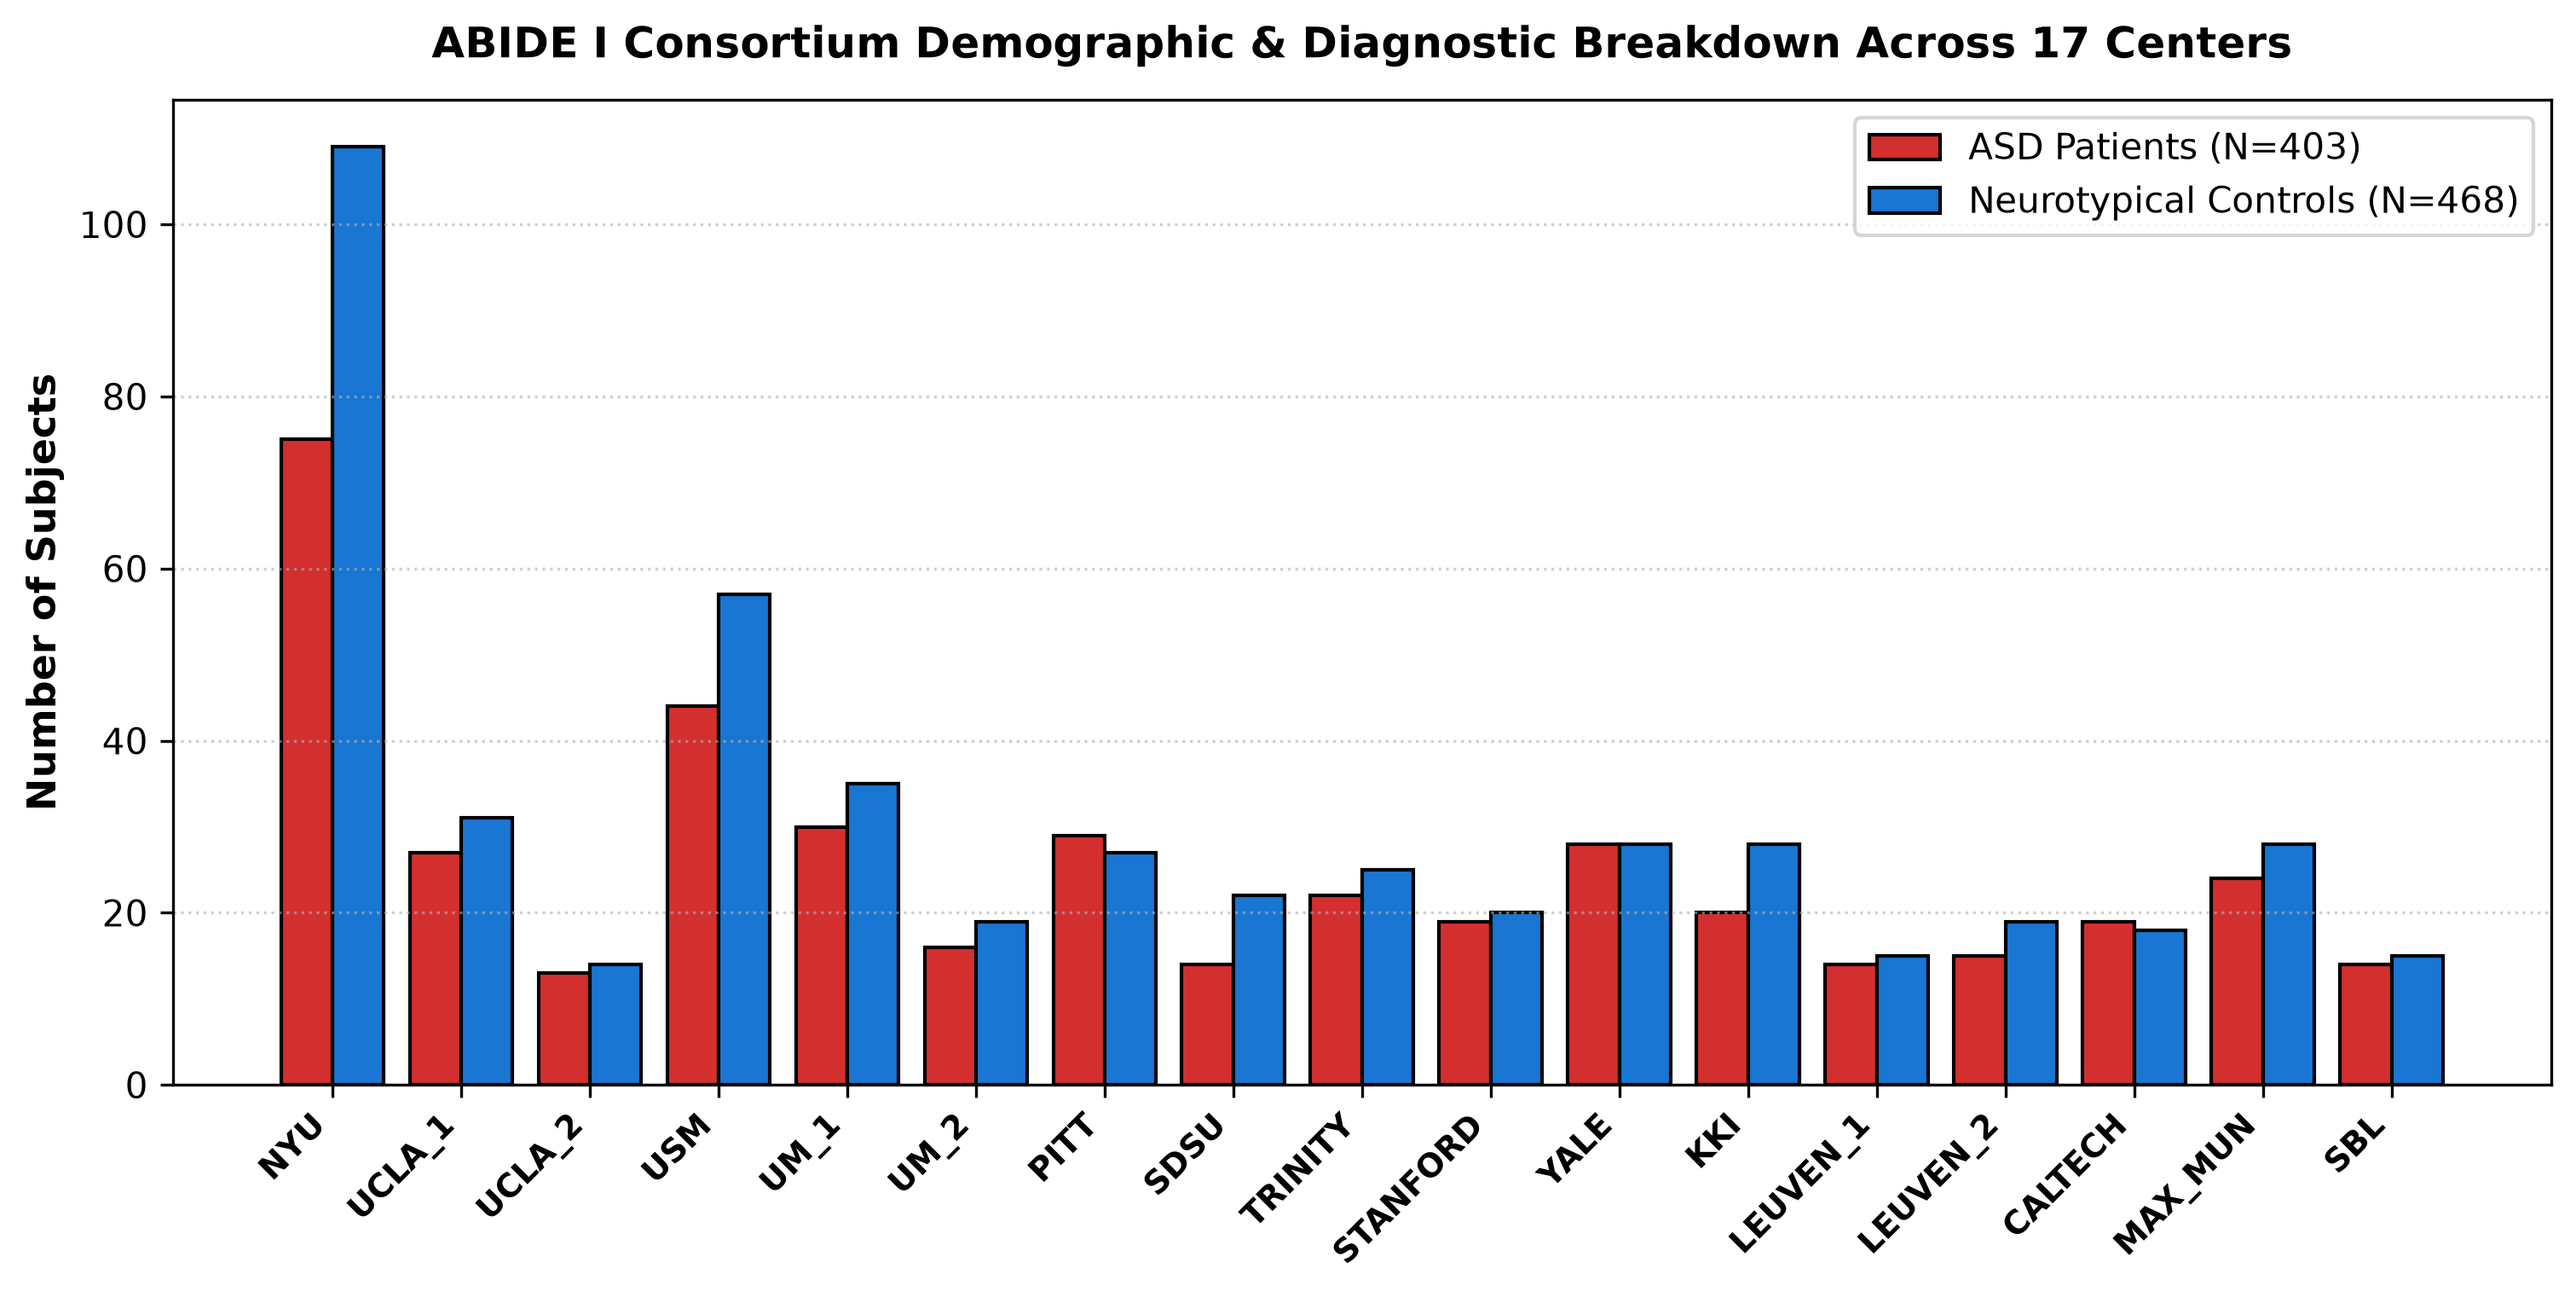 ABIDE I Consortium Demographic & Diagnostic Breakdown Across 17 Centers
ASD Patients (N=403)
Neurotypical Controls (N=468)
Number of Subjects
100
80
60
40
20
0
NYU
UCLA_1
UCLA_2
USM
UM_1
UM_2
PITT
SDSU
TRINITY
STANFORD
YALE
KKI
LEUVEN_1
LEUVEN_2
CALTECH
MAX_MUN
SBL